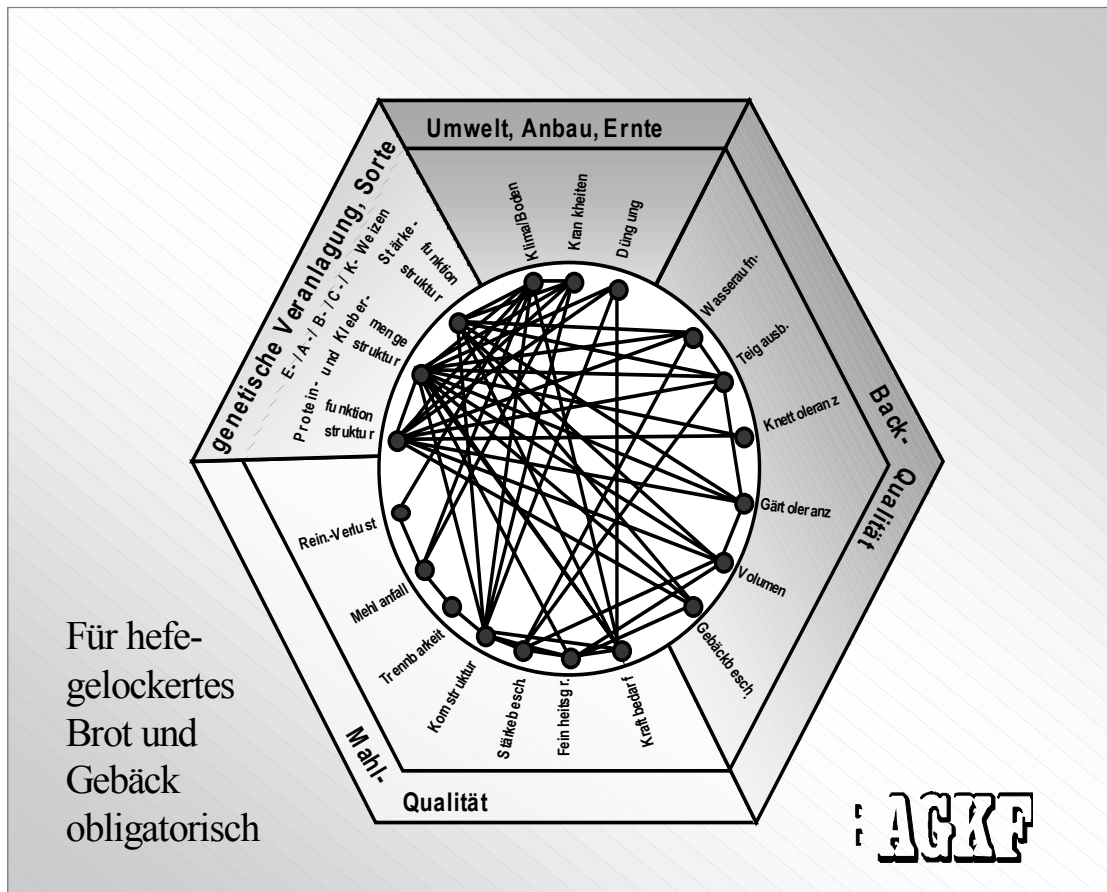 Umwelt, Anbau, Ernte
genetische Veranlagung, Sorte
E- / A - / B- / C- / K- Weizen
Stärke-
funktion
struktur
Protein- und Kleber-
menge
struktur
funktion
struktur
Klima/Boden
Krankheiten
Düngung
Wasseraufn.
Teigausb.
Knettoleranz
Gärtoleranz
Volumen
Gebäckbesch.
Back-
Qualität
Rein.-Verlust
Mehlanfall
Trennbarkeit
Kornstruktur
Stärkebesch.
Feinheitsgr.
Kraftbedarf
Mahl-
Qualität
Für hefe-
gelockertes
Brot und
Gebäck
obligatorisch
AGKF